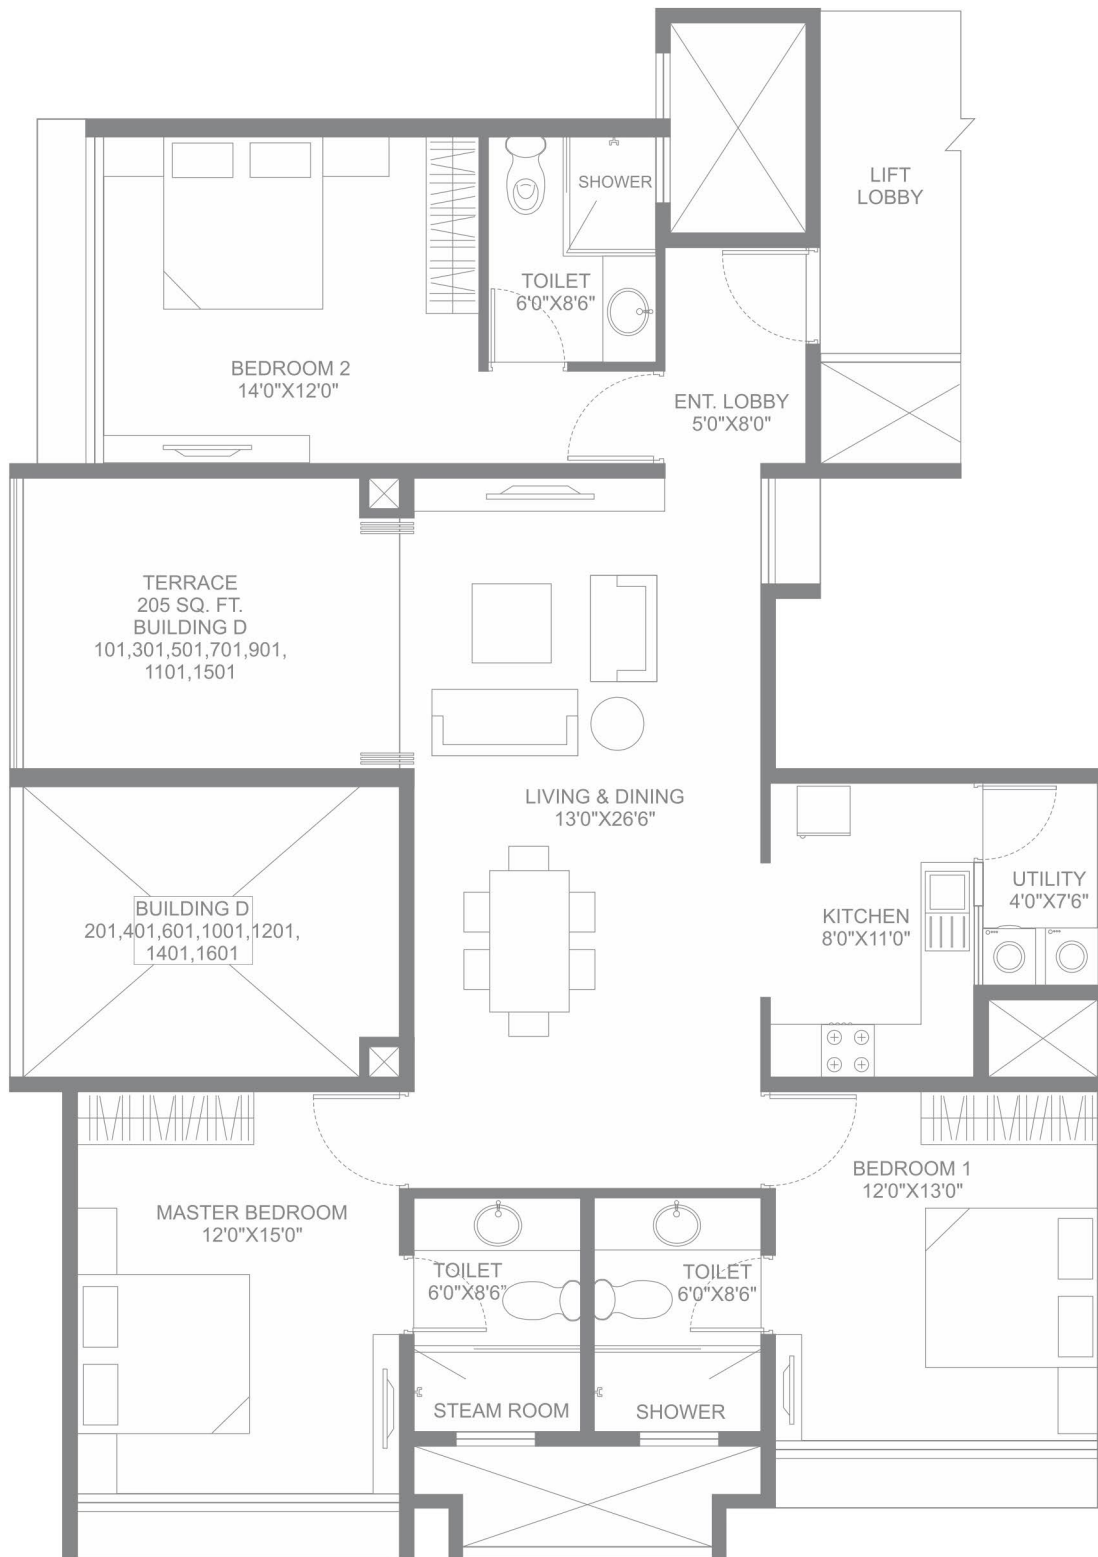 LIFT
LOBBY
SHOWER
TOILET
6'0"X8'6"
BEDROOM 2
14'0"X12'0"
ENT. LOBBY
5'0"X8'0"
TERRACE
205 SQ. FT.
BUILDING D
101,301,501,701,901,
1101,1501
LIVING & DINING
13'0"X26'6"
BUILDING D
201,401,601,1001,1201,
1401,1601
KITCHEN
8'0"X11'0"
UTILITY
4'0"X7'6"
MASTER BEDROOM
12'0"X15'0"
BEDROOM 1
12'0"X13'0"
TOILET
6'0"X8'6"
TOILET
6'0"X8'6"
STEAM ROOM
SHOWER